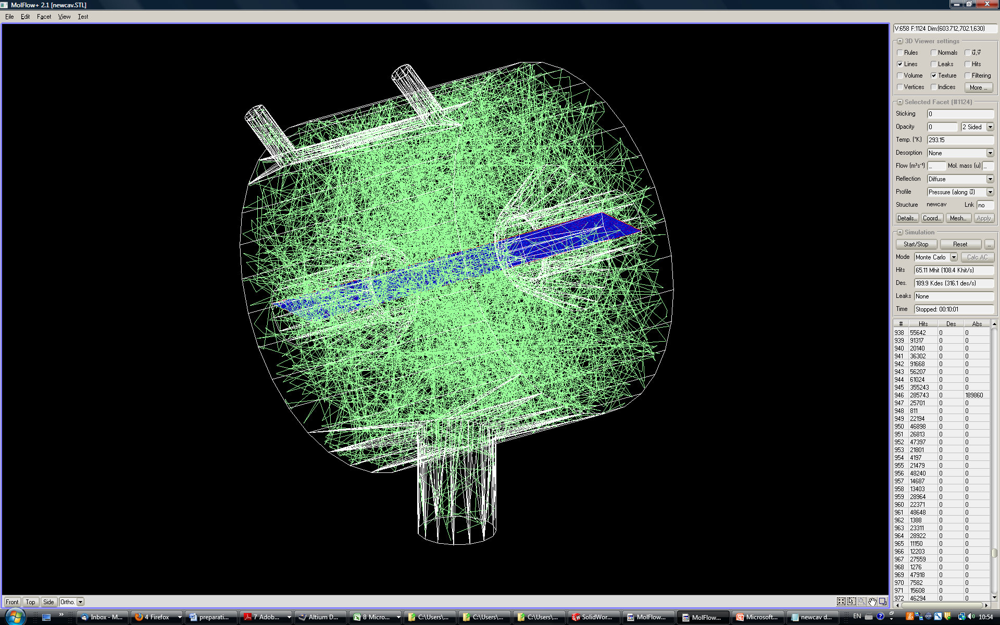 MolFlow+ 2.1 [newcav.STL]
File Edit Facet View Test
V:658 F:1124 Dim:(603.712,702.1,630)
3D Viewer settings
Rules Normals u,v
Lines Leaks Hits
Volume Texture Filtering
Vertices Indices More ...
Selected Facet (#1124)
Sticking 0
Opacity 0 2 Sided
Temp. (°K) 293.15
Desorption None
Flow (m³s⁻¹) ... Mol. mass (u) ...
Reflection Diffuse
Profile Pressure (along u)
Structure newcav Lnk no
Details... Coord... Mesh... Apply
Simulation
Start/Stop Reset ...
Mode Monte Carlo Calc AC
Hits 65.11 Mhit (108.4 Khit/s)
Des. 189.9 Kdes (316.1 des/s)
Leaks None
Time Stopped: 00:10:01
# Hits Des Abs
938 55642 0 0
939 91317 0 0
940 20140 0 0
941 36302 0 0
942 91668 0 0
943 56207 0 0
944 61024 0 0
945 355243 0 0
946 285743 0 189860
947 25701 0 0
948 811 0 0
949 22194 0 0
950 46898 0 0
951 26813 0 0
952 47397 0 0
953 21801 0 0
954 4197 0 0
955 21479 0 0
956 48240 0 0
957 14687 0 0
958 13403 0 0
959 28964 0 0
960 22371 0 0
961 48648 0 0
962 1388 0 0
963 23311 0 0
964 28922 0 0
965 11150 0 0
966 12203 0 0
967 27559 0 0
968 1276 0 0
969 47918 0 0
970 7582 0 0
971 15608 0 0
972 46294 0 0
Front Top Side Ortho.
Inbox - M... 4 Firefox preparati... 7 Adob... Altium D... 8 Micro... C:\Users\... C:\Users\... C:\Users\... SolidWor... MolFlow... MolFlow... Microsoft... newcav d... EN 10:54